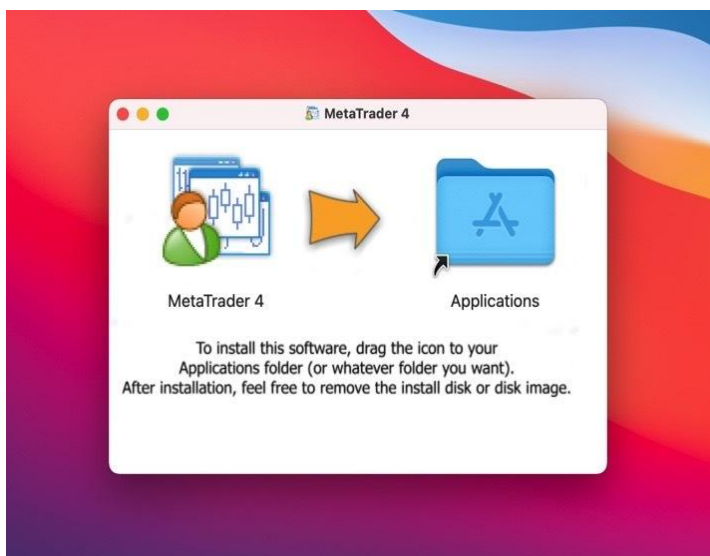 MetaTrader 4
MetaTrader 4
Applications
To install this software, drag the icon to your
Applications folder (or whatever folder you want).
After installation, feel free to remove the install disk or disk image.